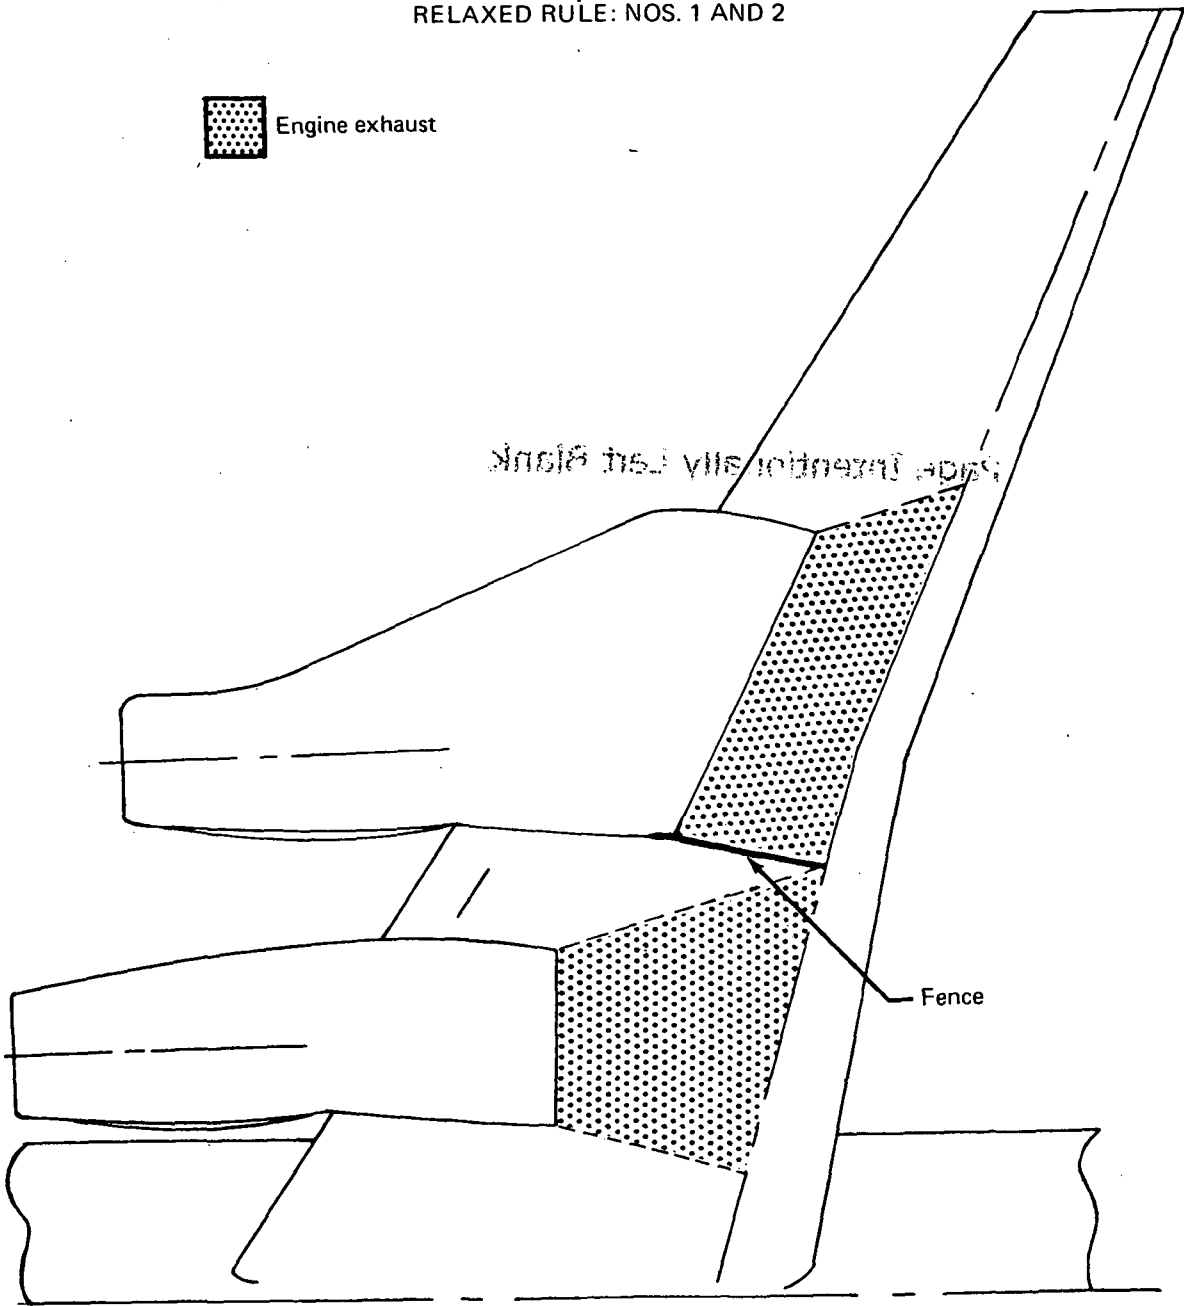 RELAXED RULE: NOS. 1 AND 2
Engine exhaust
Page Intentionally Left Blank
Fence